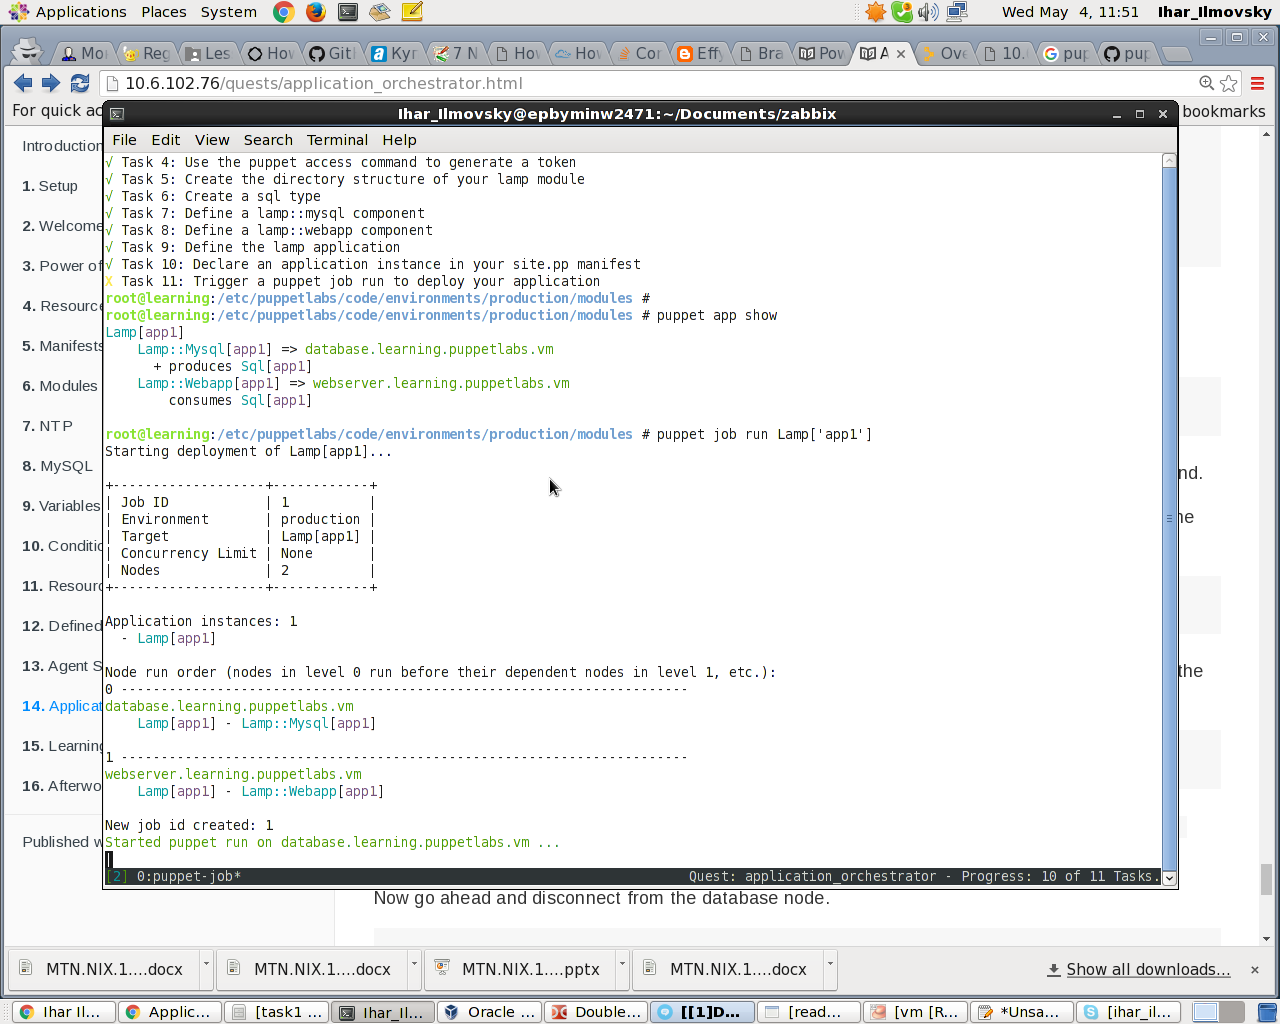 Applications Places System Wed May 4, 11:51 Ihar_Ilmovsky
Mo Reg Les Hov Git Kyr 7 N Hov Hov Cor Effy Bra Pov A Ove 10. pup pup
10.6.102.76/quests/application_orchestrator.html
For quick ac bookmarks
Ihar_Ilmovsky@epbyminw2471:~/Documents/zabbix
File Edit View Search Terminal Help
Introduction
1. Setup
2. Welcome
3. Power of
4. Resource
5. Manifests
6. Modules
7. NTP
8. MySQL
9. Variables
10. Conditio
11. Resourc
12. Defined
13. Agent S
14. Applicat
15. Learning
16. Afterwo
Published w
√ Task 4: Use the puppet access command to generate a token
√ Task 5: Create the directory structure of your lamp module
√ Task 6: Create a sql type
√ Task 7: Define a lamp::mysql component
√ Task 8: Define a lamp::webapp component
√ Task 9: Define the lamp application
√ Task 10: Declare an application instance in your site.pp manifest
X Task 11: Trigger a puppet job run to deploy your application
root@learning:/etc/puppetlabs/code/environments/production/modules #
root@learning:/etc/puppetlabs/code/environments/production/modules # puppet app show
Lamp[app1]
Lamp::Mysql[app1] => database.learning.puppetlabs.vm
+ produces Sql[app1]
Lamp::Webapp[app1] => webserver.learning.puppetlabs.vm
consumes Sql[app1]
root@learning:/etc/puppetlabs/code/environments/production/modules # puppet job run Lamp['app1']
Starting deployment of Lamp[app1]...
+------------------+------------+
| Job ID | 1 |
| Environment | production |
| Target | Lamp[app1] |
| Concurrency Limit | None |
| Nodes | 2 |
+------------------+------------+
Application instances: 1
- Lamp[app1]
Node run order (nodes in level 0 run before their dependent nodes in level 1, etc.):
0 -----------------------------------------------------------------------
database.learning.puppetlabs.vm
Lamp[app1] - Lamp::Mysql[app1]
1 -----------------------------------------------------------------------
webserver.learning.puppetlabs.vm
Lamp[app1] - Lamp::Webapp[app1]
New job id created: 1
Started puppet run on database.learning.puppetlabs.vm ...
[2] 0:puppet-job* Quest: application_orchestrator - Progress: 10 of 11 Tasks.
nd.
he
the
Now go ahead and disconnect from the database node.
MTN.NIX.1....docx MTN.NIX.1....docx MTN.NIX.1....pptx MTN.NIX.1....docx Show all downloads...
Ihar Il... Applic... [task1 ... Ihar_Il... Oracle ... Double... [[1]D... [read... [vm [R... *Unsa... [ihar_il...